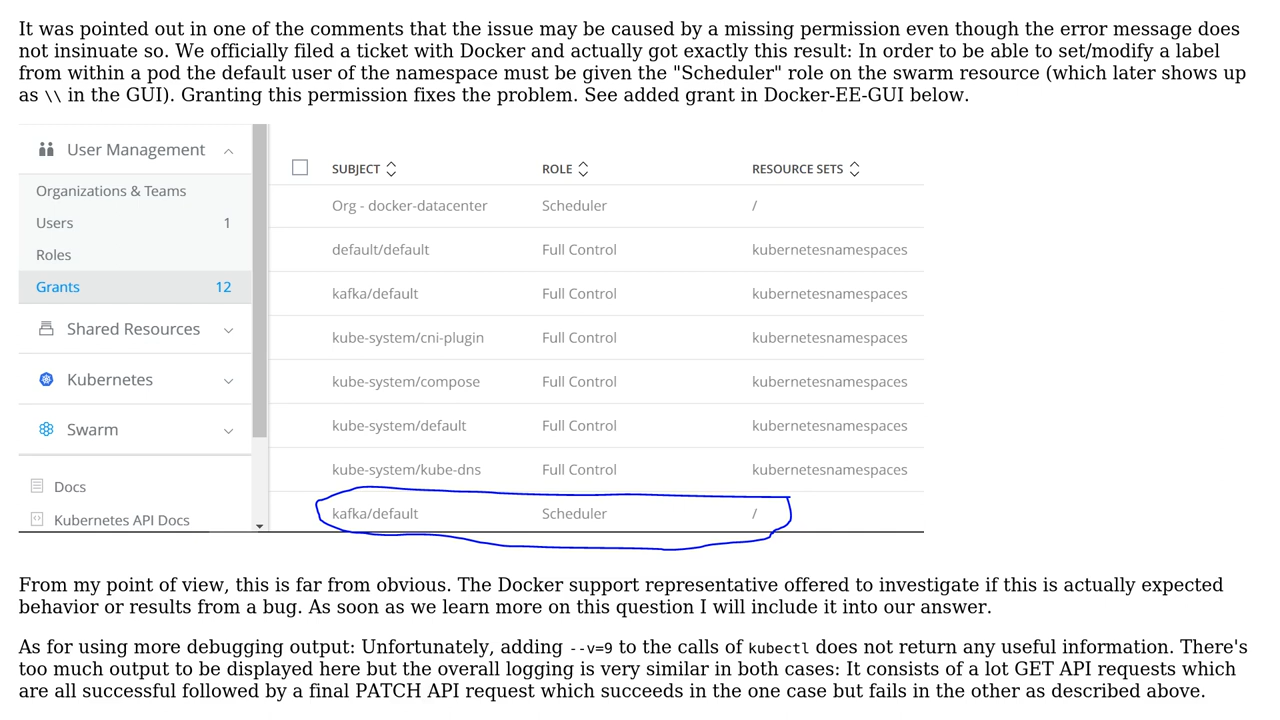 It was pointed out in one of the comments that the issue may be caused by a missing permission even though the error message does
not insinuate so. We officially filed a ticket with Docker and actually got exactly this result: In order to be able to set/modify a label
from within a pod the default user of the namespace must be given the "Scheduler" role on the swarm resource (which later shows up
as \\ in the GUI). Granting this permission fixes the problem. See added grant in Docker-EE-GUI below.
User Management
Organizations & Teams
Users 1
Roles
Grants 12
Shared Resources
Kubernetes
Swarm
Docs
Kubernetes API Docs
SUBJECT ROLE RESOURCE SETS
Org - docker-datacenter Scheduler /
default/default Full Control kubernetesnamespaces
kafka/default Full Control kubernetesnamespaces
kube-system/cni-plugin Full Control kubernetesnamespaces
kube-system/compose Full Control kubernetesnamespaces
kube-system/default Full Control kubernetesnamespaces
kube-system/kube-dns Full Control kubernetesnamespaces
kafka/default Scheduler /
From my point of view, this is far from obvious. The Docker support representative offered to investigate if this is actually expected
behavior or results from a bug. As soon as we learn more on this question I will include it into our answer.
As for using more debugging output: Unfortunately, adding --v=9 to the calls of kubectl does not return any useful information. There's
too much output to be displayed here but the overall logging is very similar in both cases: It consists of a lot GET API requests which
are all successful followed by a final PATCH API request which succeeds in the one case but fails in the other as described above.